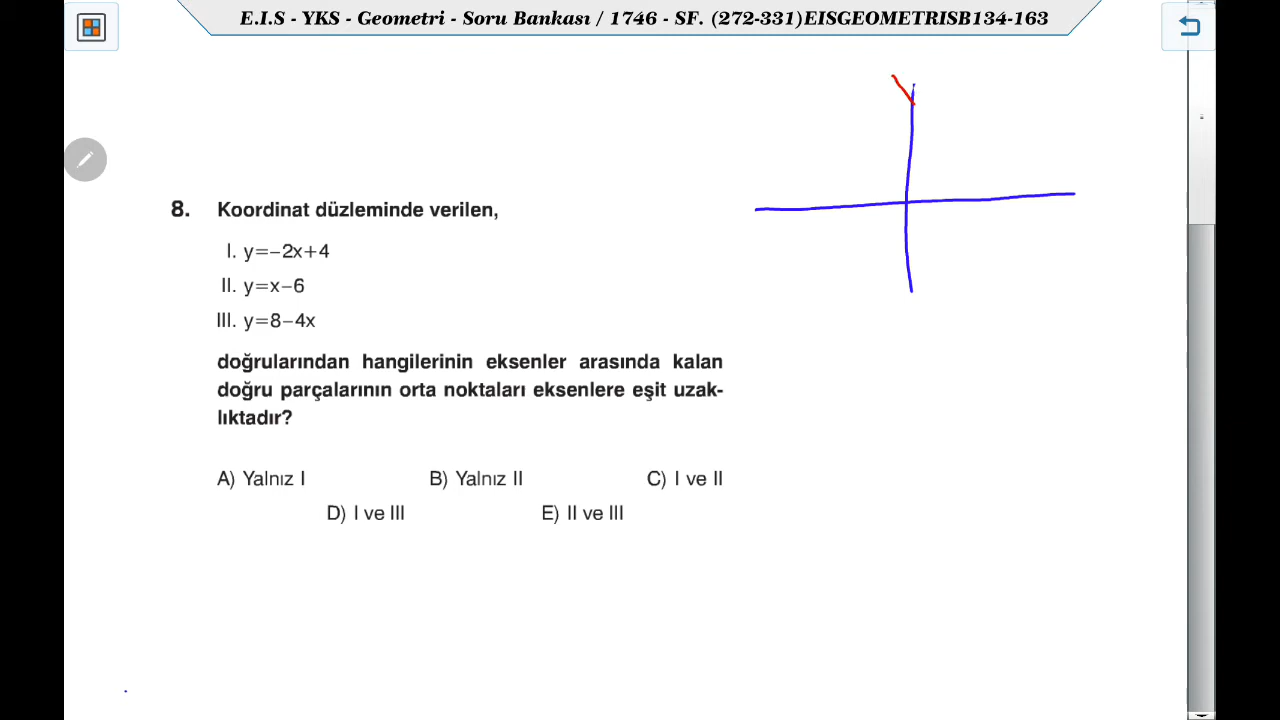 E.I.S - YKS - Geometri - Soru Bankası / 1746 - SF. (272-331)EISGEOMETRISB134-163
8. Koordinat düzleminde verilen,
I. y=−2x+4
II. y=x−6
III. y=8−4x
doğrularından hangilerinin eksenler arasında kalan
doğru parçalarının orta noktaları eksenlere eşit uzak-
lıktadır?
A) Yalnız I B) Yalnız II C) I ve II
D) I ve III E) II ve III